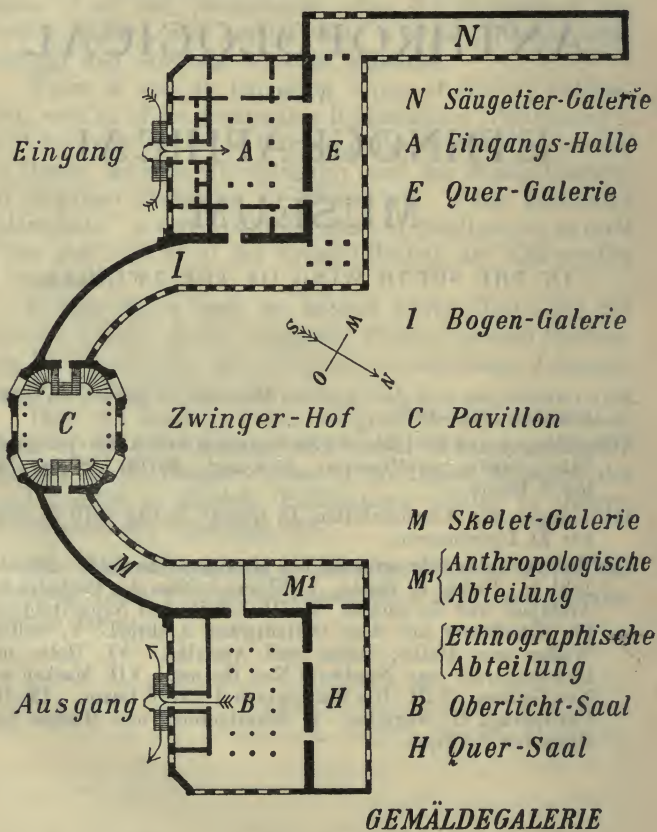 N
N Säugetier-Galerie
Eingang A E A Eingangs-Halle
E Quer-Galerie
I
I Bogen-Galerie
S W
O N
C Zwinger-Hof C Pavillon
M Skelet-Galerie
M
M¹ M¹ Anthropologische
Abteilung
Ethnographische
Abteilung
Ausgang B H B Oberlicht-Saal
H Quer-Saal
GEMÄLDEGALERIE